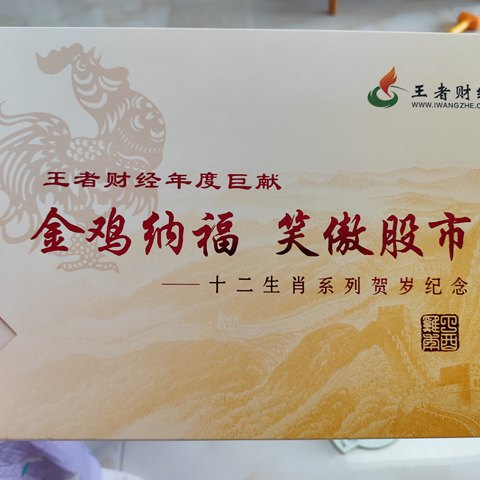 王者财经
WWW.IWANGZHE.C
王者财经年度巨献
金鸡纳福 笑傲股市
——十二生肖系列贺岁纪念